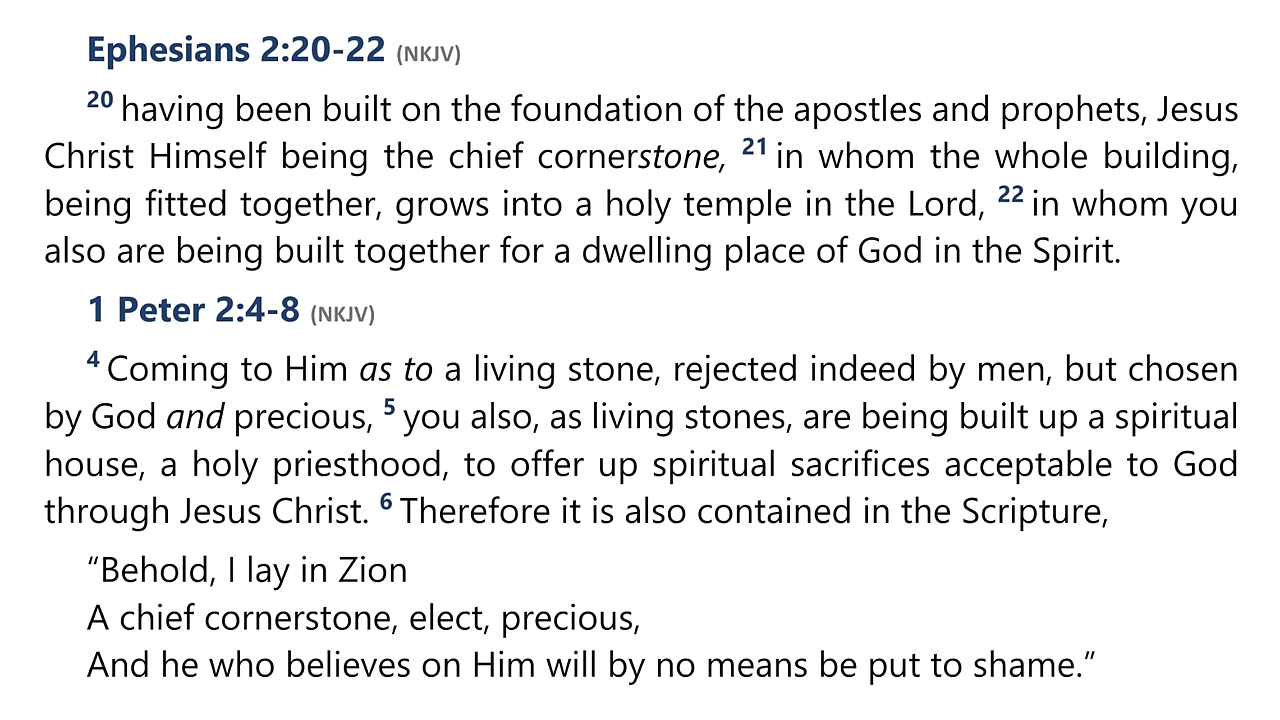 Ephesians 2:20-22 (NKJV)
20 having been built on the foundation of the apostles and prophets, Jesus
Christ Himself being the chief cornerstone, 21 in whom the whole building,
being fitted together, grows into a holy temple in the Lord, 22 in whom you
also are being built together for a dwelling place of God in the Spirit.
1 Peter 2:4-8 (NKJV)
4 Coming to Him as to a living stone, rejected indeed by men, but chosen
by God and precious, 5 you also, as living stones, are being built up a spiritual
house, a holy priesthood, to offer up spiritual sacrifices acceptable to God
through Jesus Christ. 6 Therefore it is also contained in the Scripture,
“Behold, I lay in Zion
A chief cornerstone, elect, precious,
And he who believes on Him will by no means be put to shame.”